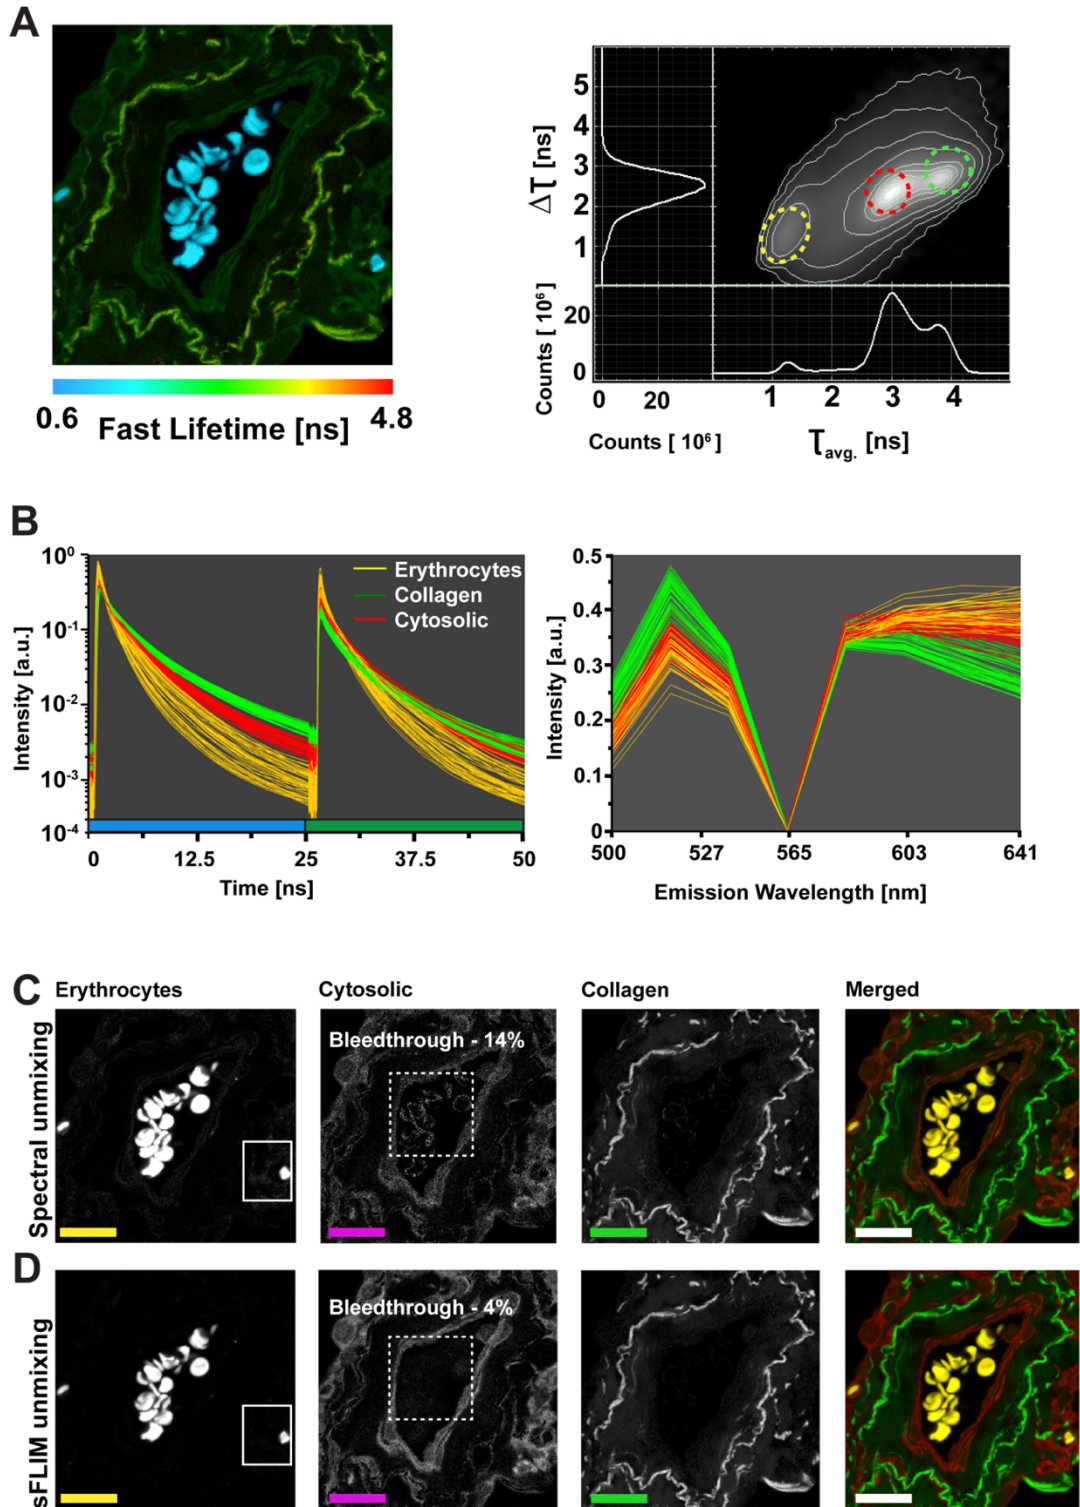 A
0.6
Fast Lifetime [ns]
4.8
Δτ [ns]
5
4
3
2
1
Counts [ 10⁶]
20
0
0
20
1
2
3
4
Counts [ 10⁶]
τavg. [ns]
B
Intensity [a.u.]
10⁰
10⁻¹
10⁻²
10⁻³
10⁻⁴
Erythrocytes
Collagen
Cytosolic
0
12.5
25
37.5
50
Time [ns]
Intensity [a.u.]
0.5
0.4
0.3
0.2
0.1
0
500
527
565
603
641
Emission Wavelength [nm]
C
Erythrocytes
Cytosolic
Collagen
Merged
Spectral unmixing
Bleedthrough - 14%
D
sFLIM unmixing
Bleedthrough - 4%